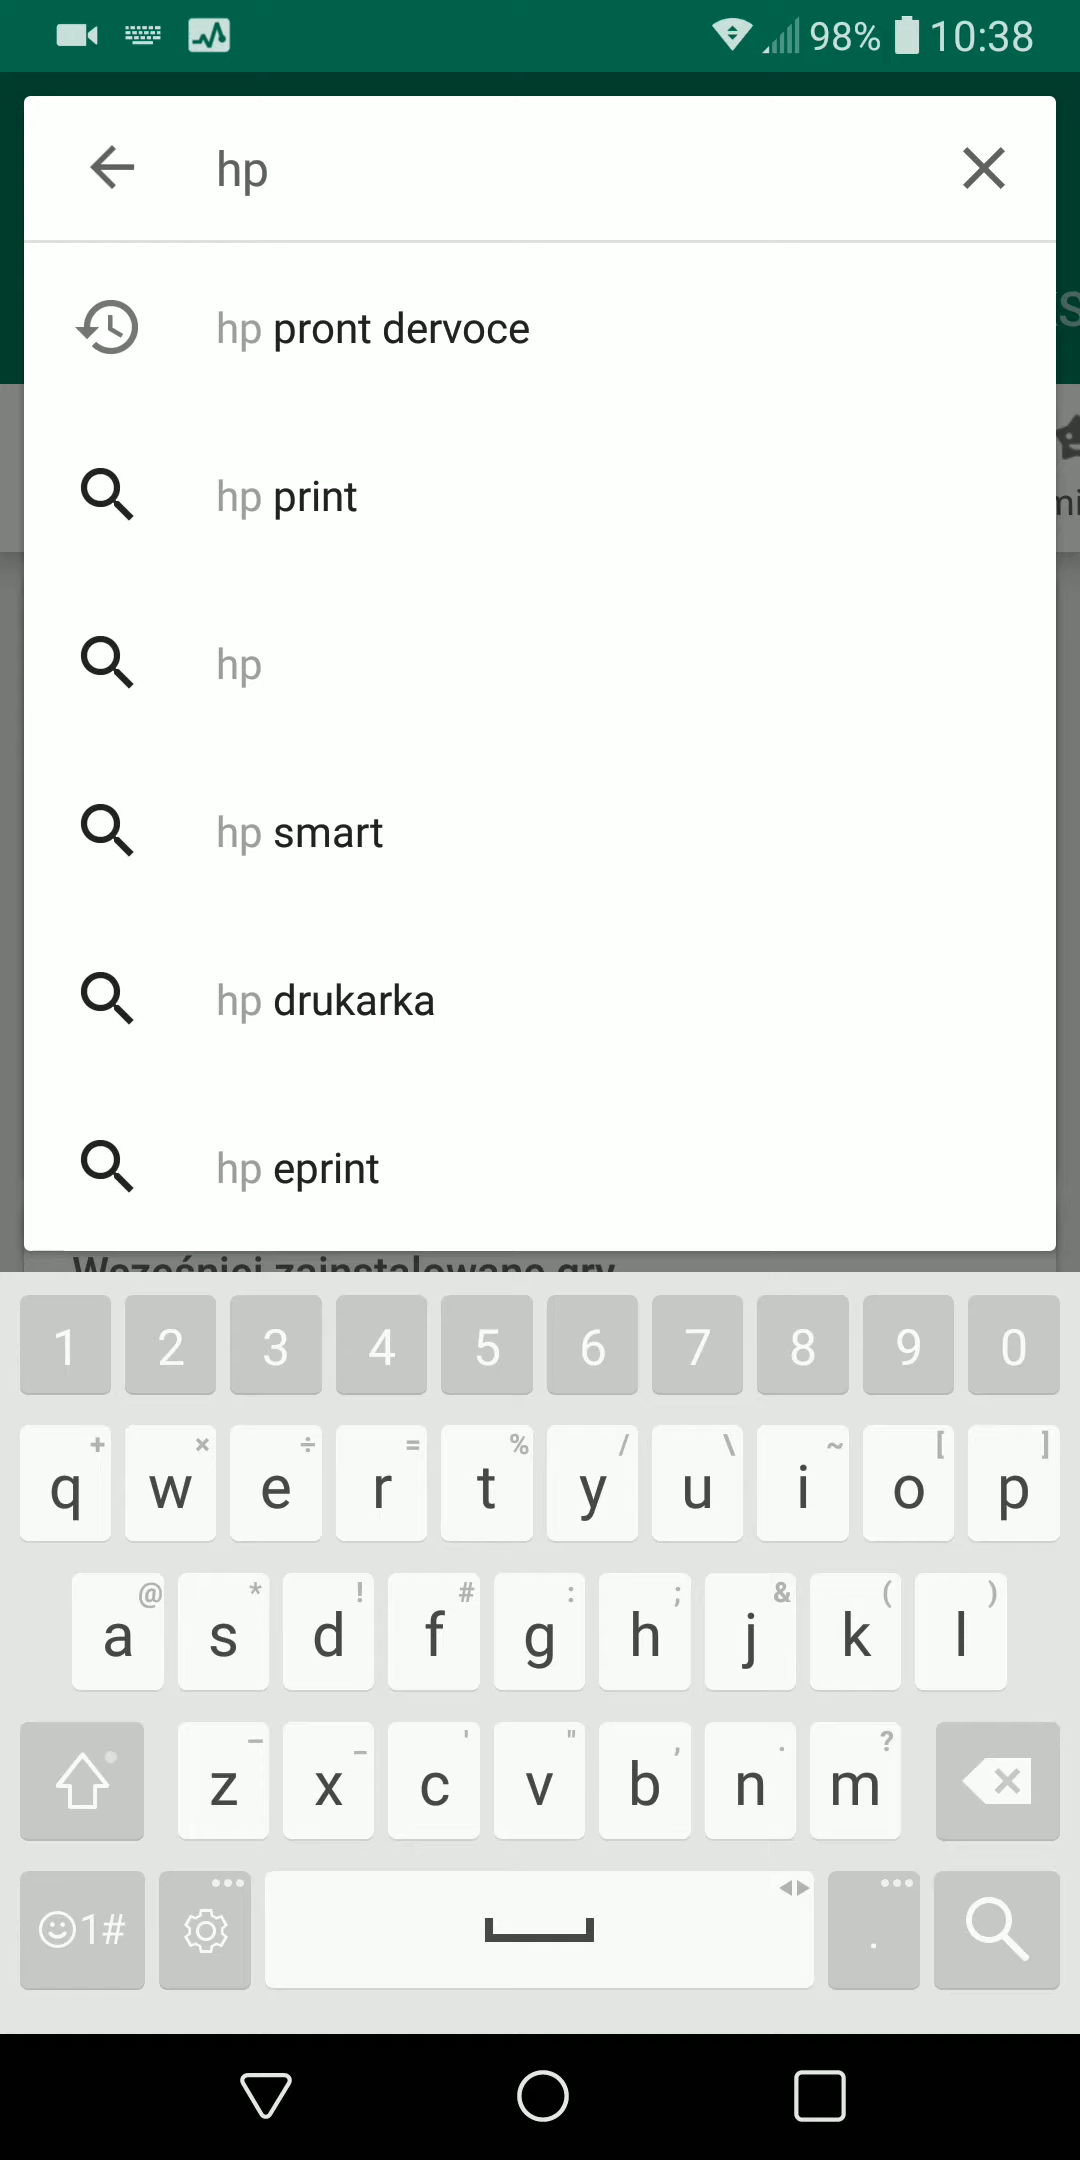 98% 10:38
hp
hp pront dervoce
hp print
hp
hp smart
hp drukarka
hp eprint
1 2 3 4 5 6 7 8 9 0
+ × ÷ = % / \ ~ [ ]
q w e r t y u i o p
@ * ! # : ; & ( )
a s d f g h j k l
– _ ' " , . ?
z x c v b n m
1# .